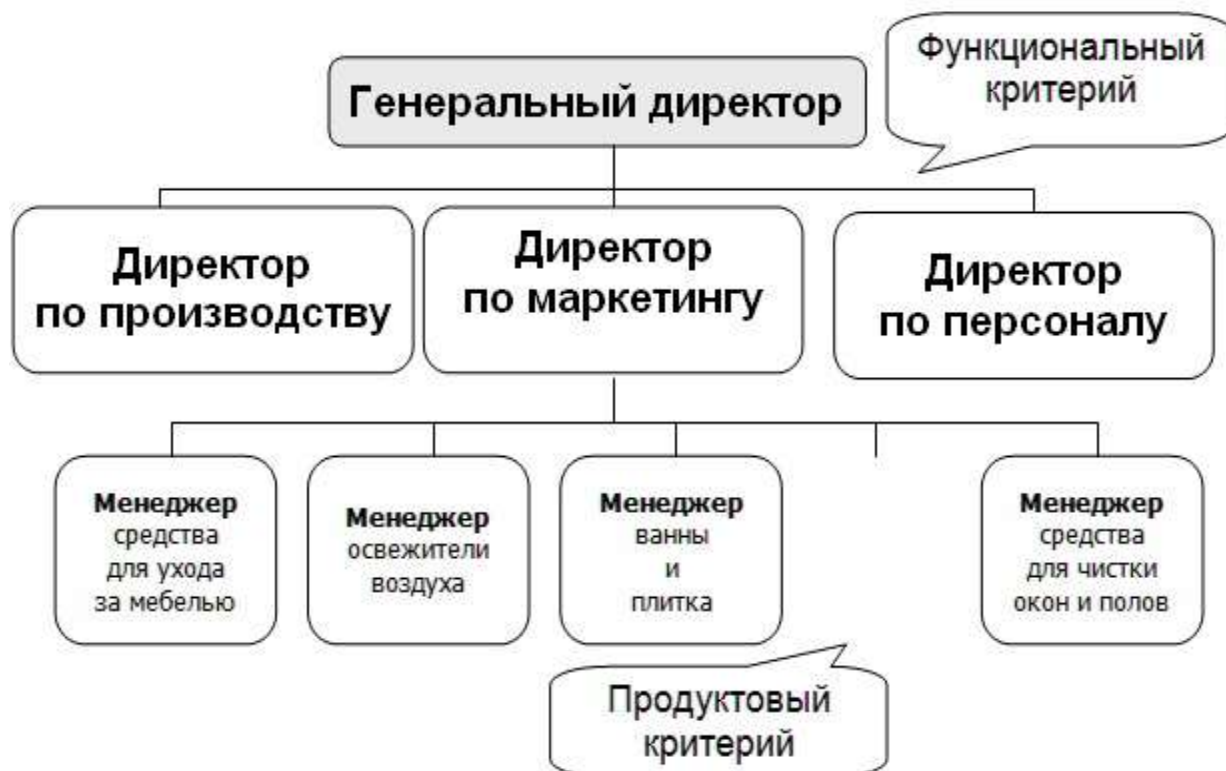 Функциональный
критерий
Генеральный директор
Директор
по производству
Директор
по маркетингу
Директор
по персоналу
Менеджер
средства
для ухода
за мебелью
Менеджер
освежители
воздуха
Менеджер
ванны
и
плитка
Менеджер
средства
для чистки
окон и полов
Продуктовый
критерий